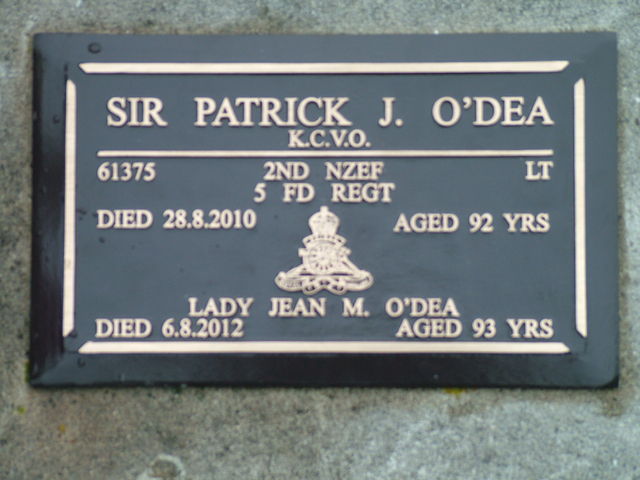 SIR PATRICK J. O'DEA
K.C.V.O.
61375 2ND NZEF LT
5 FD REGT
DIED 28.8.2010 AGED 92 YRS
LADY JEAN M. O'DEA
DIED 6.8.2012 AGED 93 YRS